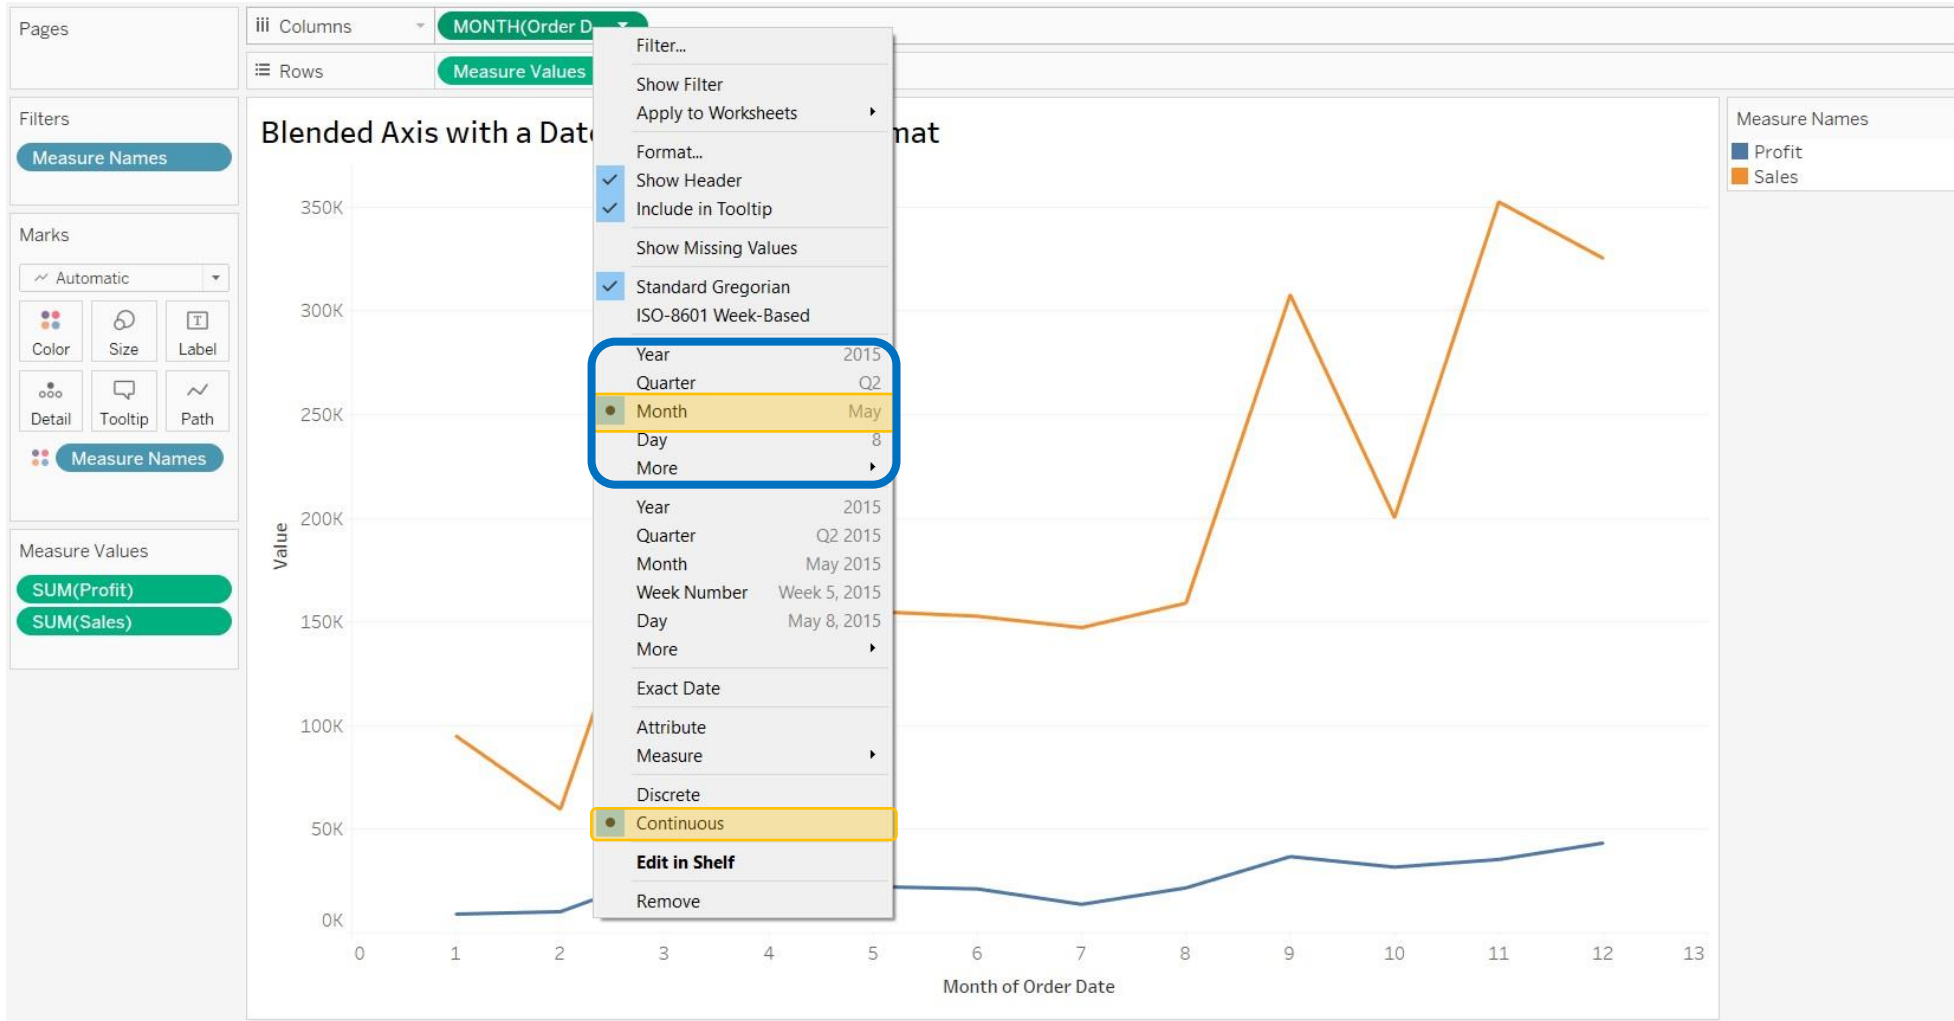 Pages
Columns
MONTH(Order D
Rows
Measure Values
Filters
Measure Names
Marks
Automatic
Color
Size
Label
Detail
Tooltip
Path
Measure Names
Measure Values
SUM(Profit)
SUM(Sales)
Blended Axis with a Date
mat
Filter...
Show Filter
Apply to Worksheets
Format...
Show Header
Include in Tooltip
Show Missing Values
Standard Gregorian
ISO-8601 Week-Based
Year 2015
Quarter Q2
Month May
Day 8
More
Year 2015
Quarter Q2 2015
Month May 2015
Week Number Week 5, 2015
Day May 8, 2015
More
Exact Date
Attribute
Measure
Discrete
Continuous
Edit in Shelf
Remove
350K
300K
250K
200K
150K
100K
50K
0K
Value
0 1 2 3 4 5 6 7 8 9 10 11 12 13
Month of Order Date
Measure Names
Profit
Sales